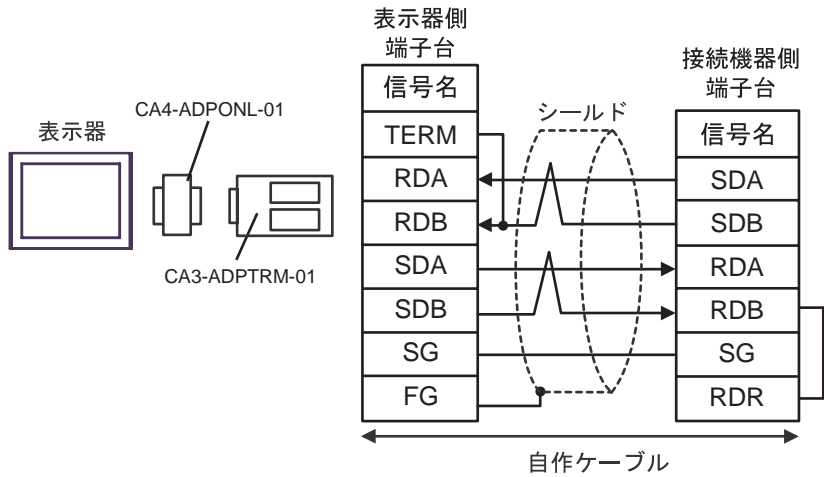 表示器
CA4-ADPONL-01
CA3-ADPTRM-01
表示器側
端子台
信号名
TERM
RDA
RDB
SDA
SDB
SG
FG
シールド
接続機器側
端子台
信号名
SDA
SDB
RDA
RDB
SG
RDR
自作ケーブル